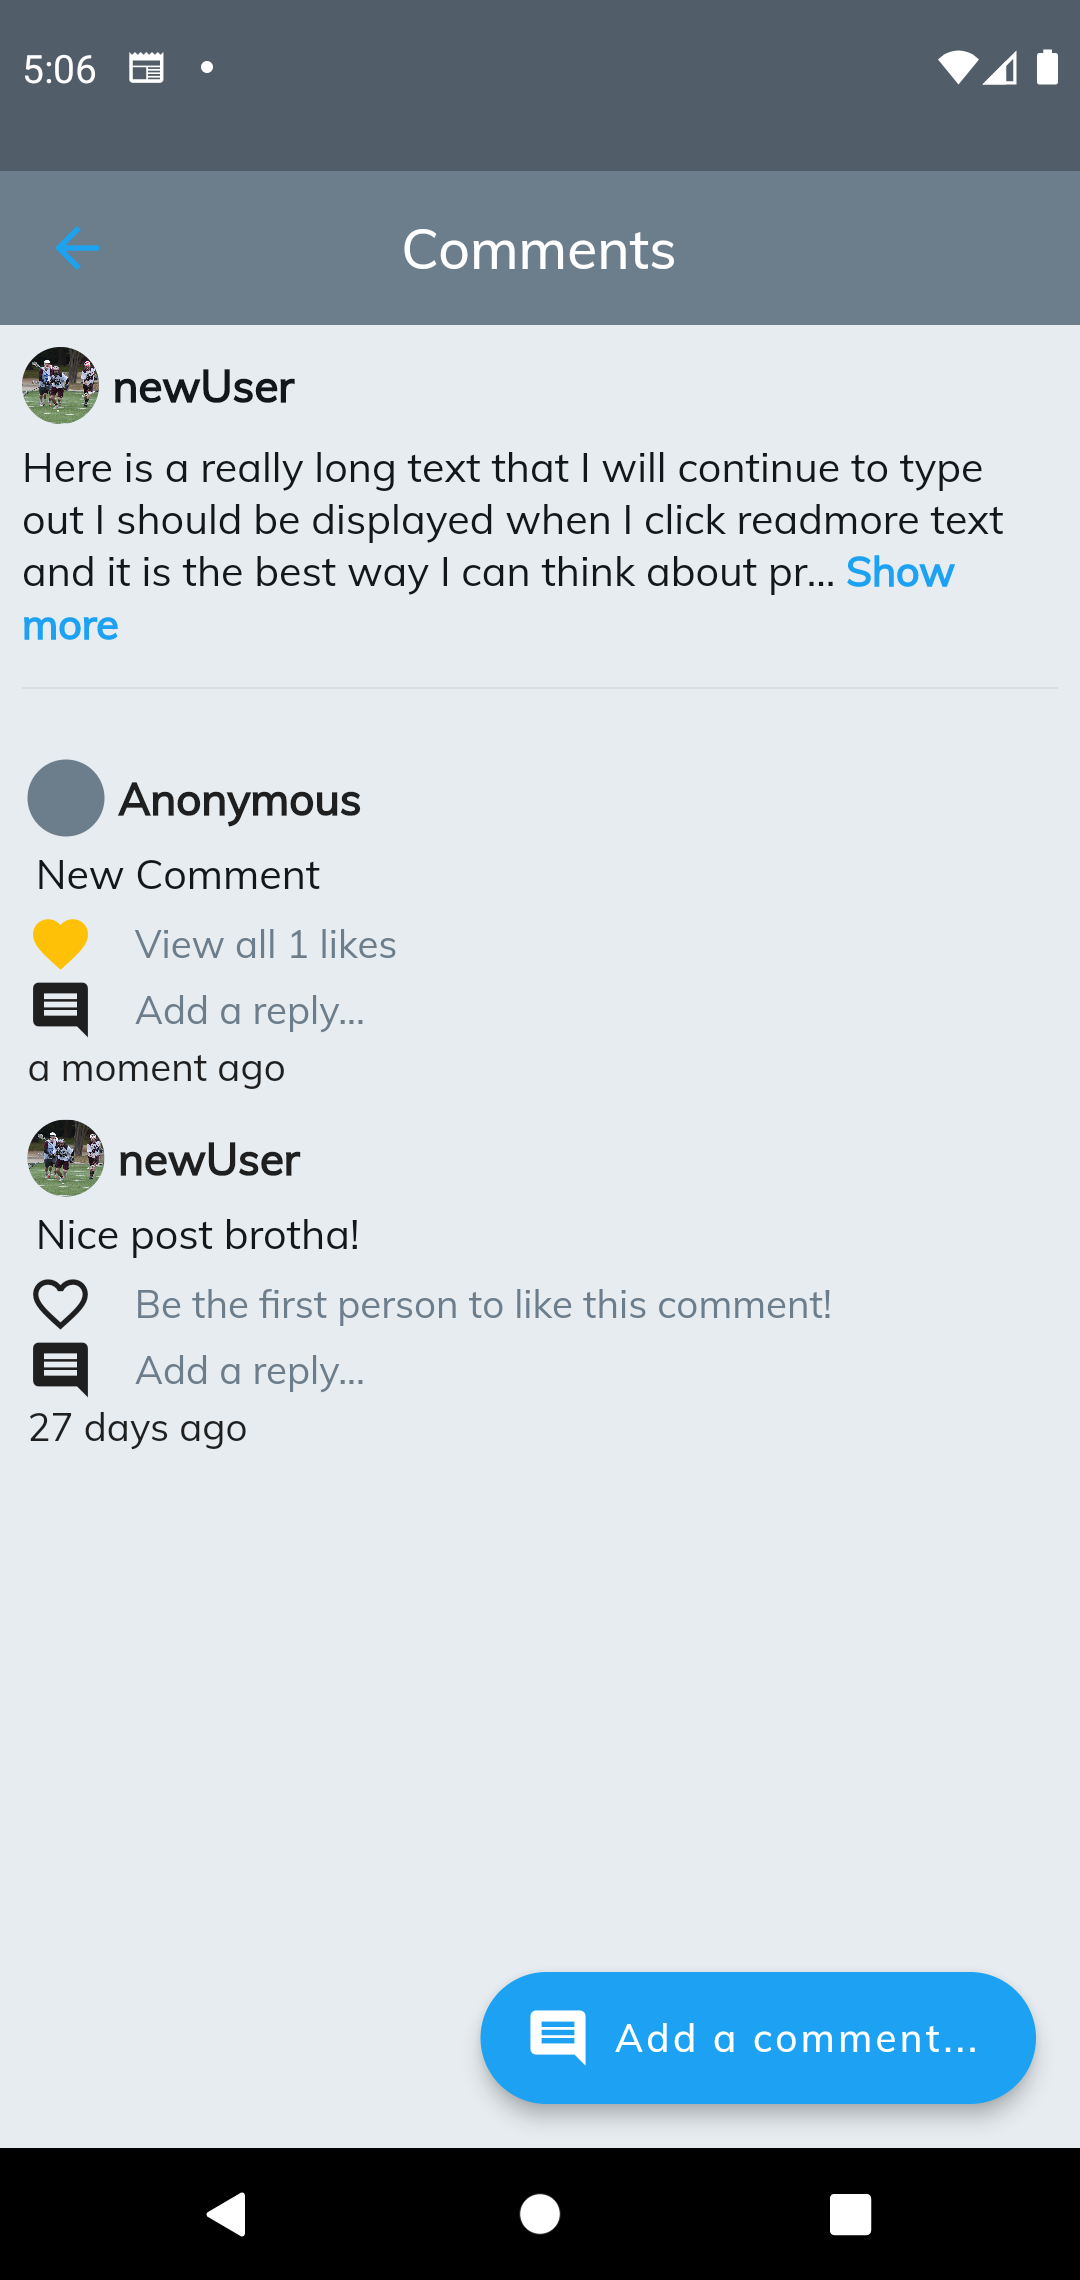 5:06
Comments
newUser
Here is a really long text that I will continue to type
out I should be displayed when I click readmore text
and it is the best way I can think about pr... Show
more
Anonymous
New Comment
View all 1 likes
Add a reply...
a moment ago
newUser
Nice post brotha!
Be the first person to like this comment!
Add a reply...
27 days ago
Add a comment...